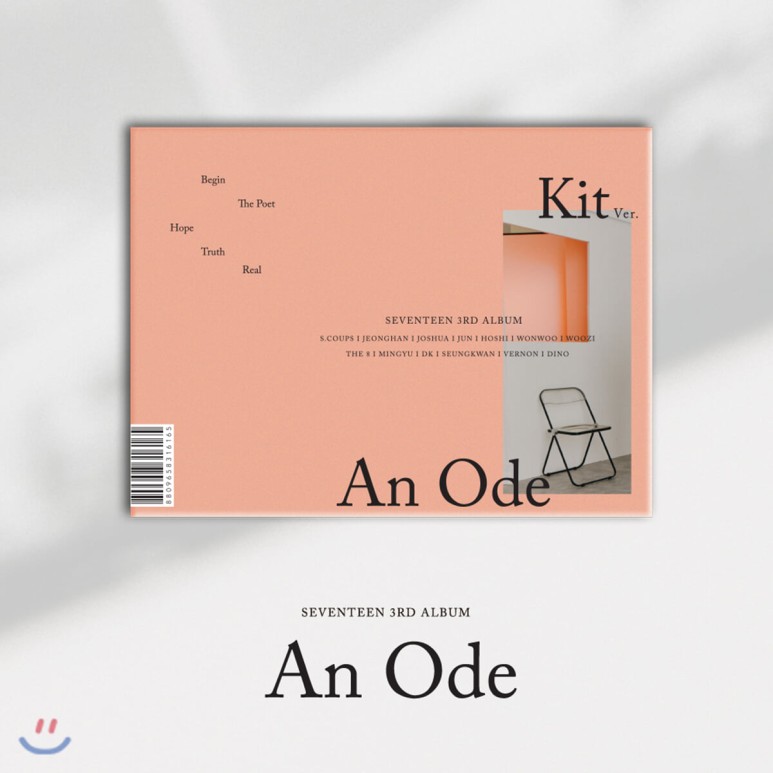 Begin
The Poet
Hope
Truth
Real
Kit Ver.
SEVENTEEN 3RD ALBUM
S.COUPS I JEONGHAN I JOSHUA I JUN I HOSHI I WONWOO I WOOZI
THE 8 I MINGYU I DK I SEUNGKWAN I VERNON I DINO
8809658316165
An Ode
SEVENTEEN 3RD ALBUM
An Ode